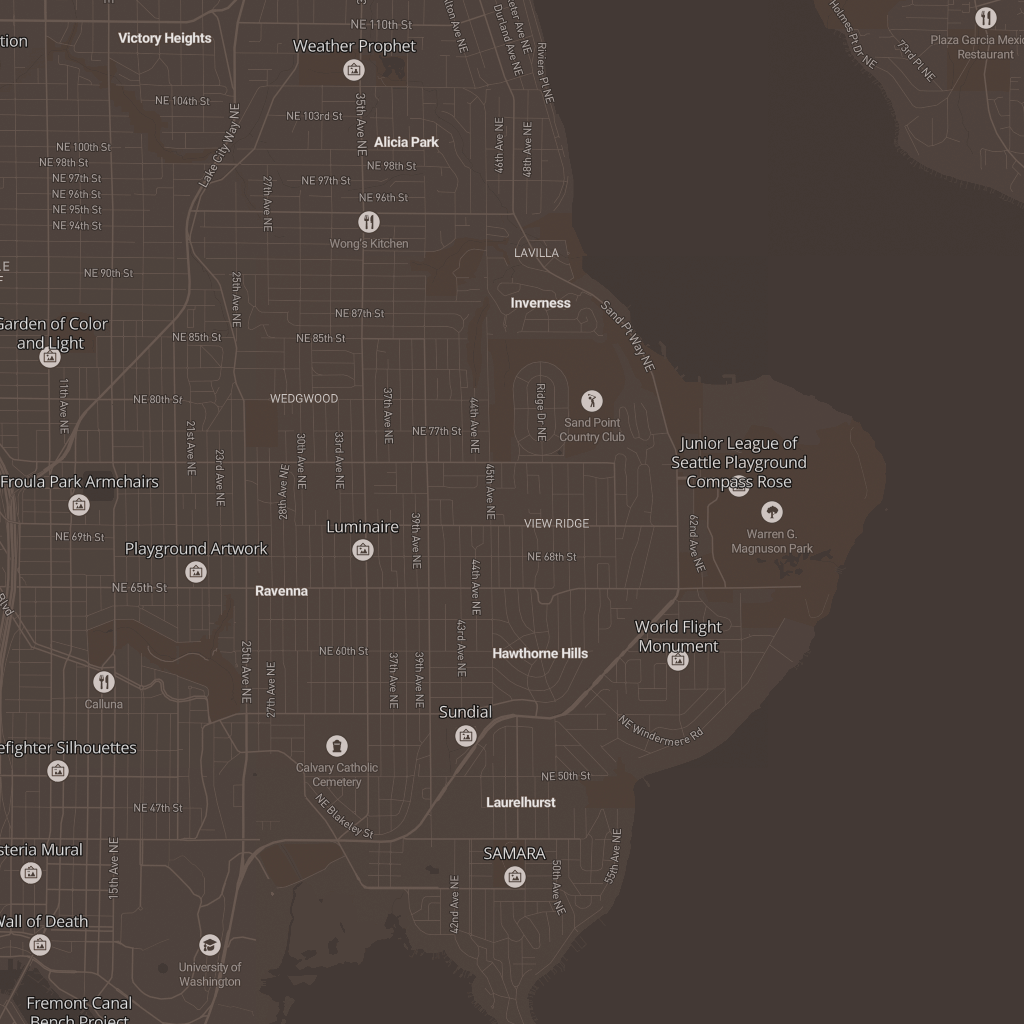 NE 110th St
Victory Heights
Weather Prophet
Durland Ave NE
Riviera Pl NE
Holmes Pt Dr NE
73rd Pl NE
Plaza Garcia Mexic
Restaurant
tion
NE 104th St
NE 103rd St
35th Ave NE
Lake City Way NE
Alicia Park
46th Ave NE
48th Ave NE
NE 100th St
NE 98th St
NE 98th St
NE 97th St
NE 97th St
NE 96th St
NE 96th St
NE 95th St
NE 94th St
27th Ave NE
Wong's Kitchen
LAVILLA
NE 90th St
25th Ave NE
Inverness
Sand Pt Way NE
NE 87th St
Garden of Color
and Light
NE 85th St
NE 85th St
11th Ave NE
NE 80th St
WEDGWOOD
37th Ave NE
44th Ave NE
Ridge Dr NE
Sand Point
Country Club
21st Ave NE
23rd Ave NE
30th Ave NE
33rd Ave NE
NE 77th St
Junior League of
Seattle Playground
Compass Rose
Froula Park Armchairs
28th Ave NE
45th Ave NE
Warren G.
Magnuson Park
NE 69th St
Luminaire
39th Ave NE
VIEW RIDGE
62nd Ave NE
Playground Artwork
NE 68th St
NE 65th St
Ravenna
44th Ave NE
Blvd
World Flight
Monument
25th Ave NE
27th Ave NE
NE 60th St
37th Ave NE
39th Ave NE
43rd Ave NE
Hawthorne Hills
Calluna
Sundial
NE Windermere Rd
efighter Silhouettes
Calvary Catholic
Cemetery
NE 50th St
NE 47th St
NE Blakeley St
Laurelhurst
steria Mural
15th Ave NE
SAMARA
50th Ave NE
55th Ave NE
42nd Ave NE
Wall of Death
University of
Washington
Fremont Canal
Bench Project